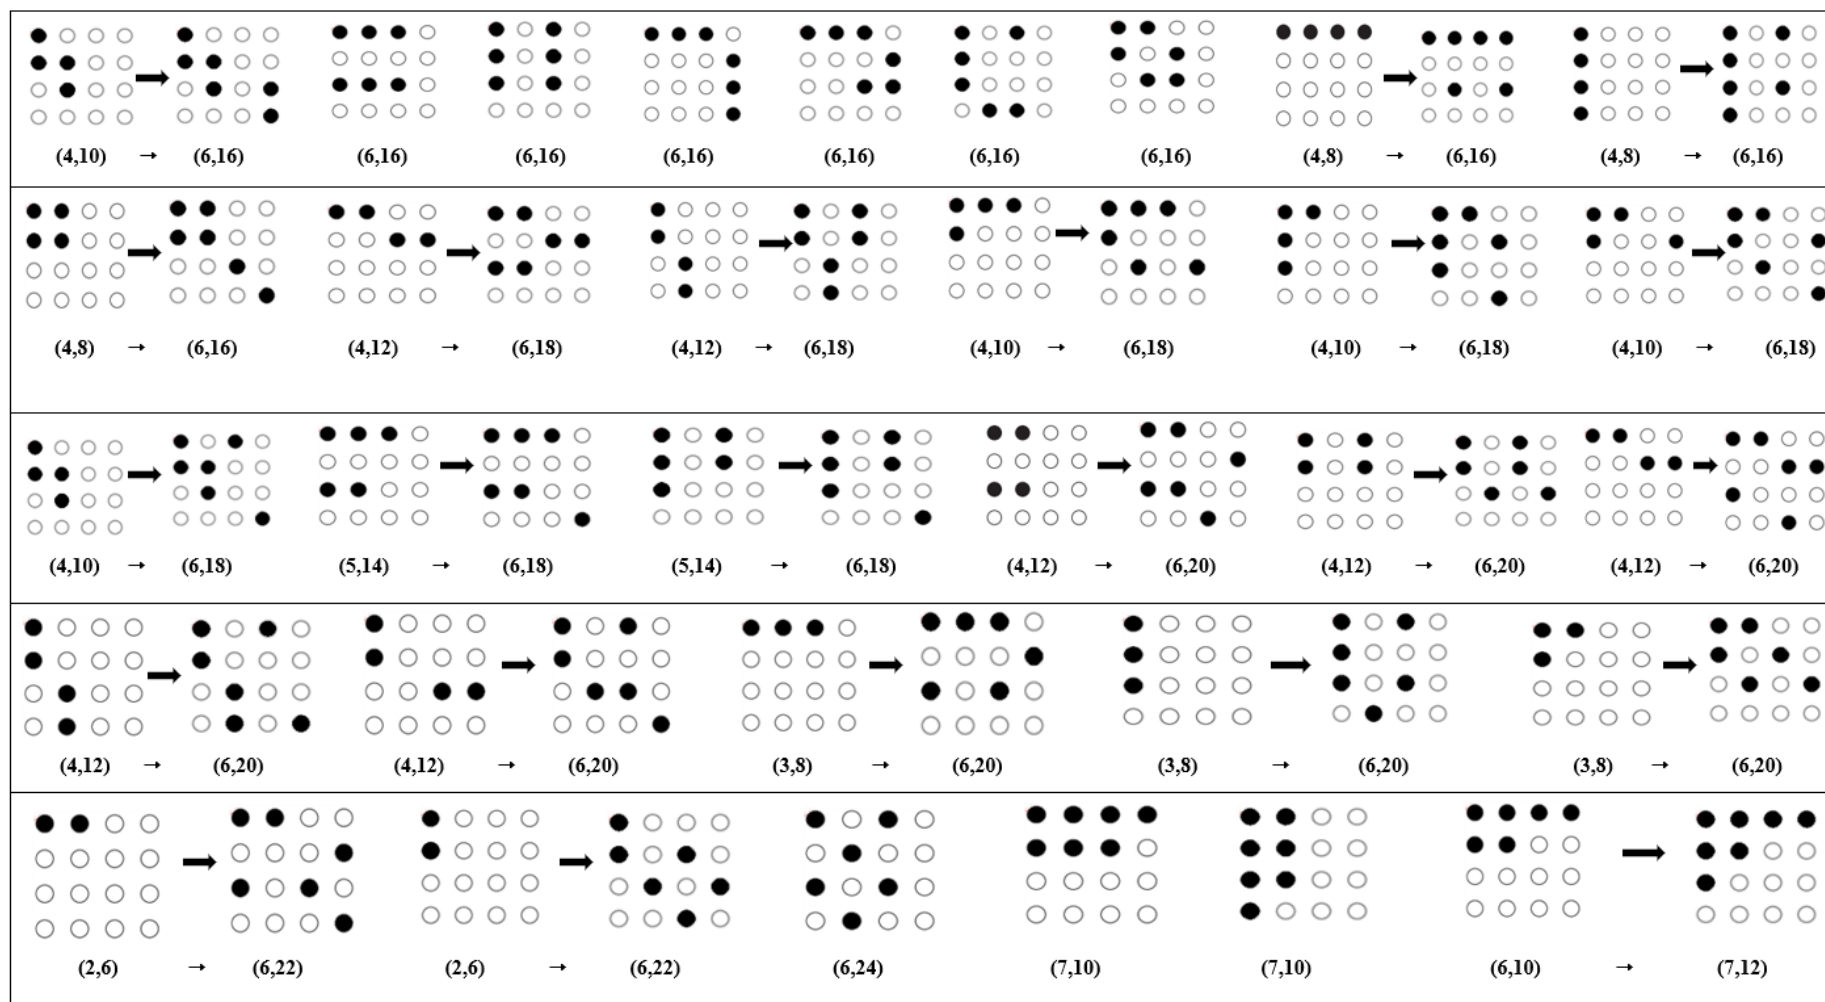 (4,10) → (6,16) (6,16) (6,16) (6,16) (6,16) (6,16) (6,16) (4,8) → (6,16) (4,8) → (6,16)
(4,8) → (6,16) (4,12) → (6,18) (4,12) → (6,18) (4,10) → (6,18) (4,10) → (6,18) (4,10) → (6,18)
(4,10) → (6,18) (5,14) → (6,18) (5,14) → (6,18) (4,12) → (6,20) (4,12) → (6,20) (4,12) → (6,20)
(4,12) → (6,20) (4,12) → (6,20) (3,8) → (6,20) (3,8) → (6,20) (3,8) → (6,20)
(2,6) → (6,22) (2,6) → (6,22) (6,24) (7,10) (7,10) (6,10) → (7,12)